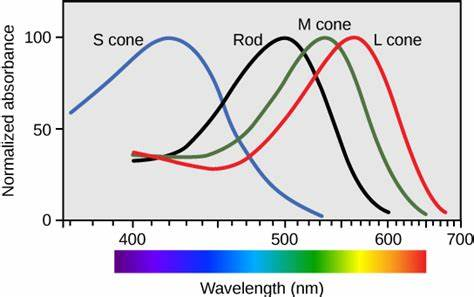 M cone
S cone
Rod
L cone
Normalized absorbance
100
50
0
400
500
600
700
Wavelength (nm)